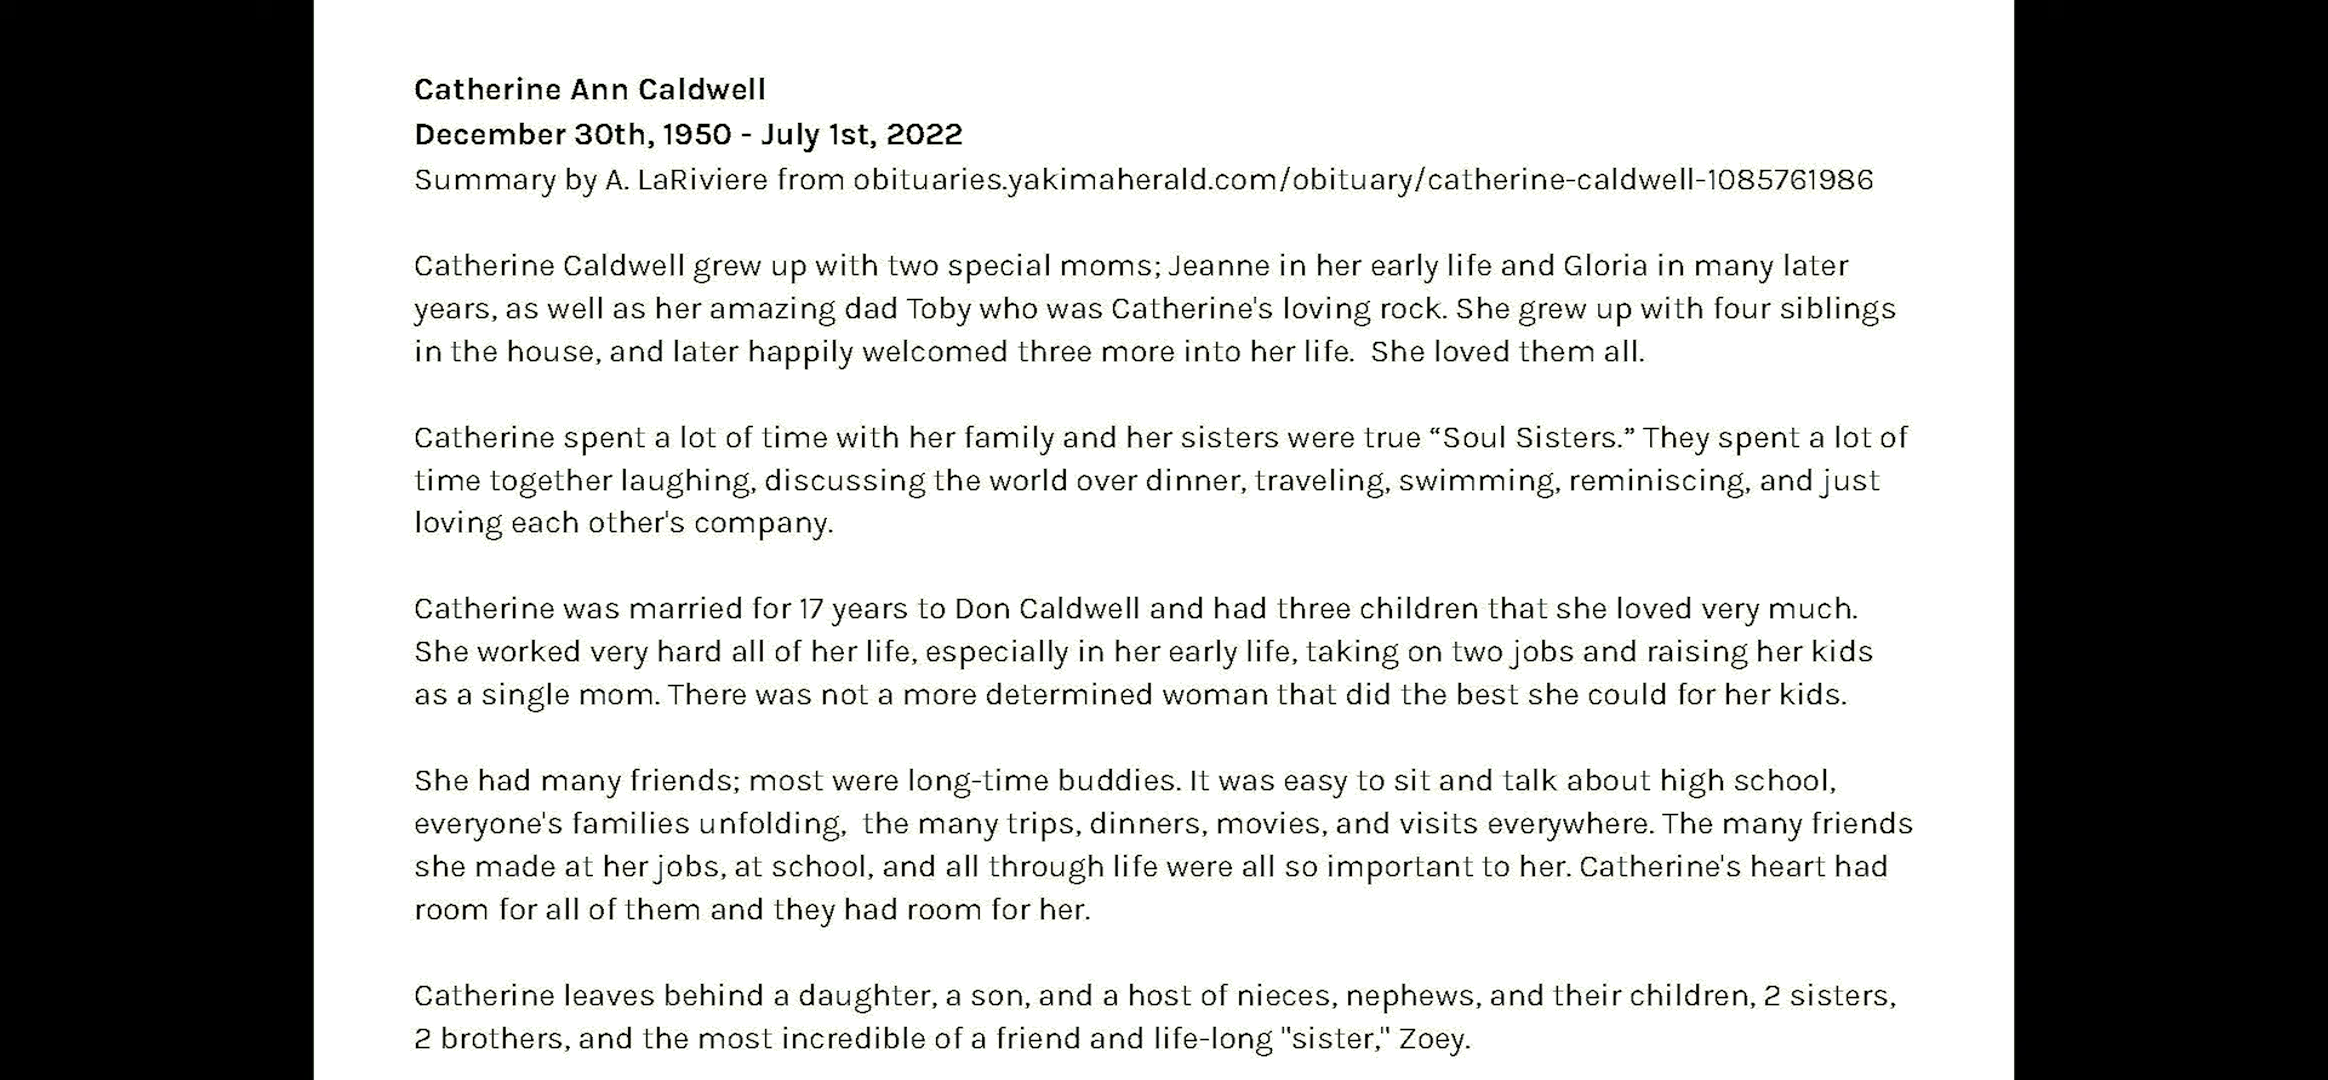 Catherine Ann Caldwell
December 30th, 1950 - July 1st, 2022
Summary by A. LaRiviere from obituaries.yakimaherald.com/obituary/catherine-caldwell-1085761986
Catherine Caldwell grew up with two special moms; Jeanne in her early life and Gloria in many later
years, as well as her amazing dad Toby who was Catherine's loving rock. She grew up with four siblings
in the house, and later happily welcomed three more into her life.  She loved them all.
Catherine spent a lot of time with her family and her sisters were true “Soul Sisters.” They spent a lot of
time together laughing, discussing the world over dinner, traveling, swimming, reminiscing, and just
loving each other's company.
Catherine was married for 17 years to Don Caldwell and had three children that she loved very much.
She worked very hard all of her life, especially in her early life, taking on two jobs and raising her kids
as a single mom. There was not a more determined woman that did the best she could for her kids.
She had many friends; most were long-time buddies. It was easy to sit and talk about high school,
everyone's families unfolding,  the many trips, dinners, movies, and visits everywhere. The many friends
she made at her jobs, at school, and all through life were all so important to her. Catherine's heart had
room for all of them and they had room for her.
Catherine leaves behind a daughter, a son, and a host of nieces, nephews, and their children, 2 sisters,
2 brothers, and the most incredible of a friend and life-long "sister," Zoey.